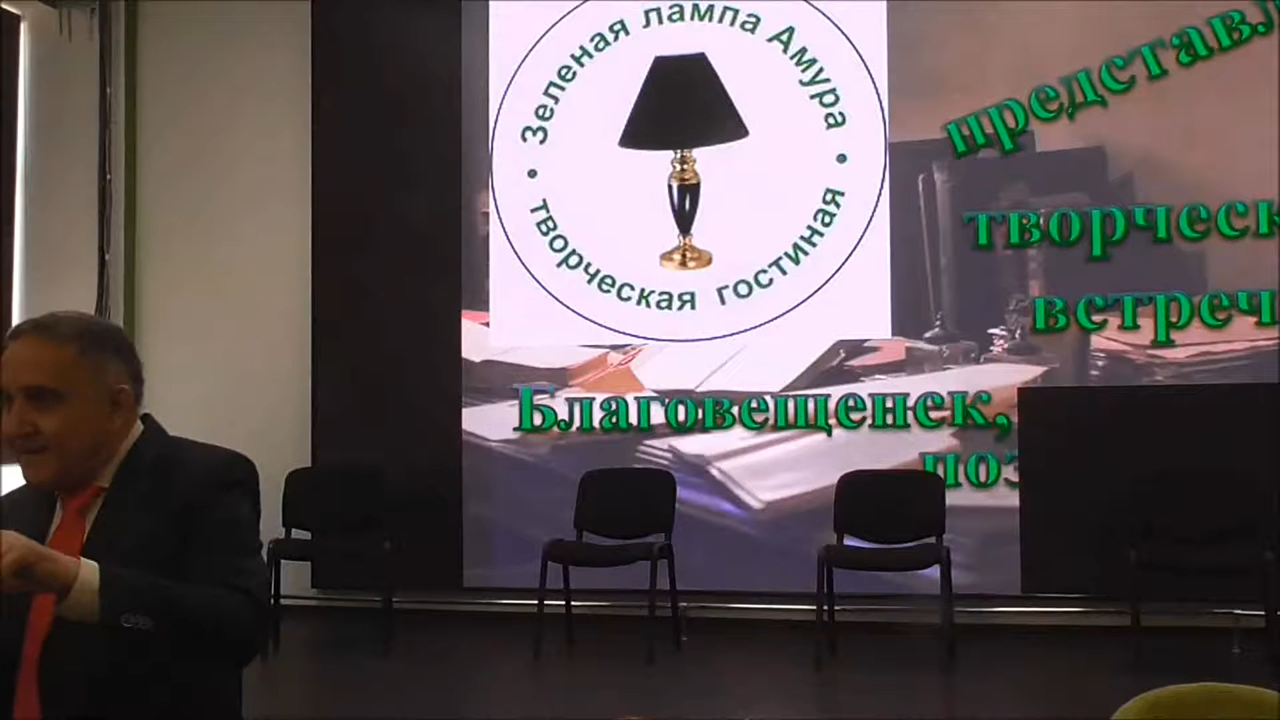 Зеленая лампа Амура
• творческая гостиная •
представл
творческ
встреч
Благовещенск,
поэ